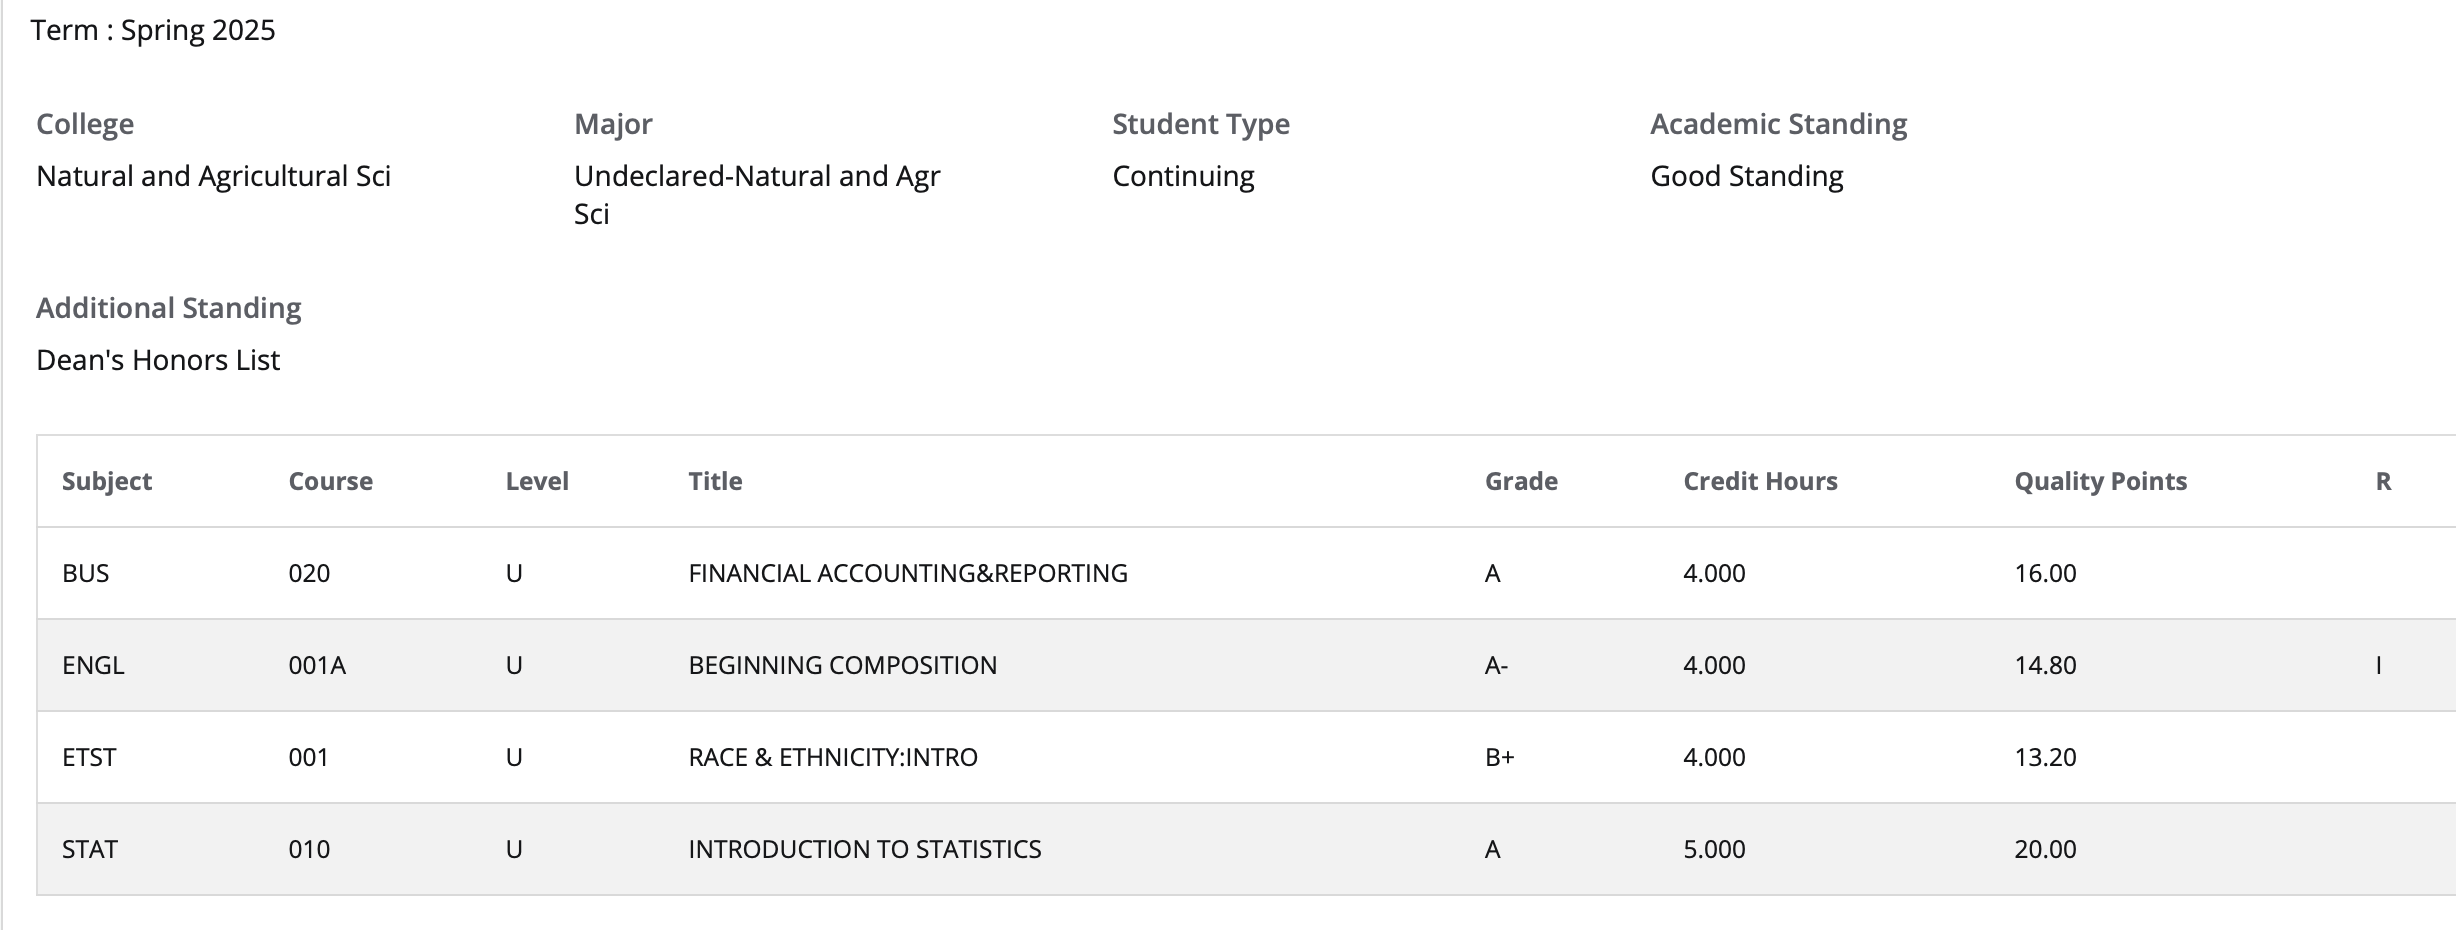 Term : Spring 2025
College Major Student Type Academic Standing
Natural and Agricultural Sci Undeclared-Natural and Agr Sci Continuing Good Standing
Additional Standing
Dean's Honors List
Subject Course Level Title Grade Credit Hours Quality Points R
BUS 020 U FINANCIAL ACCOUNTING&REPORTING A 4.000 16.00
ENGL 001A U BEGINNING COMPOSITION A- 4.000 14.80 I
ETST 001 U RACE & ETHNICITY:INTRO B+ 4.000 13.20
STAT 010 U INTRODUCTION TO STATISTICS A 5.000 20.00